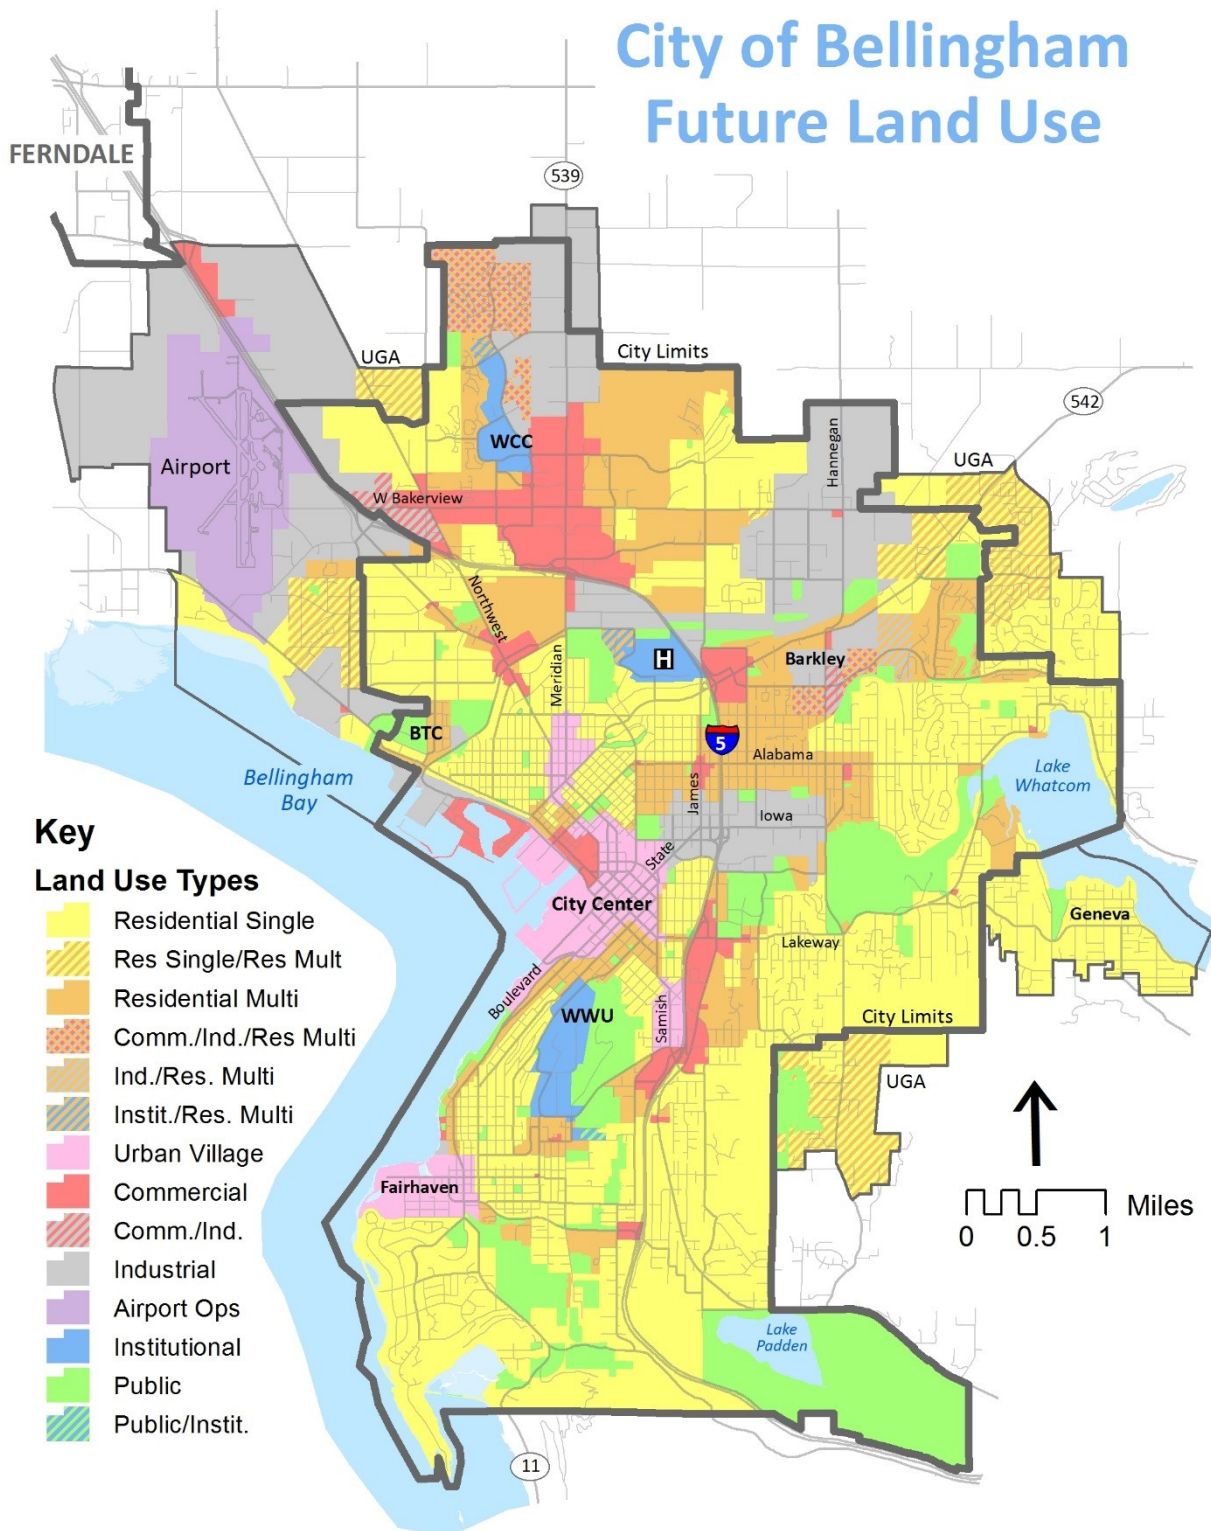 City of Bellingham
Future Land Use
FERNDALE
539
UGA
City Limits
542
WCC
Hannegan
UGA
Airport
W Bakerview
Northwest
Meridian
H
Barkley
BTC
5
Alabama
Lake
Whatcom
Bellingham
Bay
James
Iowa
State
City Center
Geneva
Lakeway
Boulevard
WWU
Samish
City Limits
UGA
Fairhaven
Miles
0 0.5 1
Lake
Padden
11
Key
Land Use Types
Residential Single
Res Single/Res Mult
Residential Multi
Comm./Ind./Res Multi
Ind./Res. Multi
Instit./Res. Multi
Urban Village
Commercial
Comm./Ind.
Industrial
Airport Ops
Institutional
Public
Public/Instit.